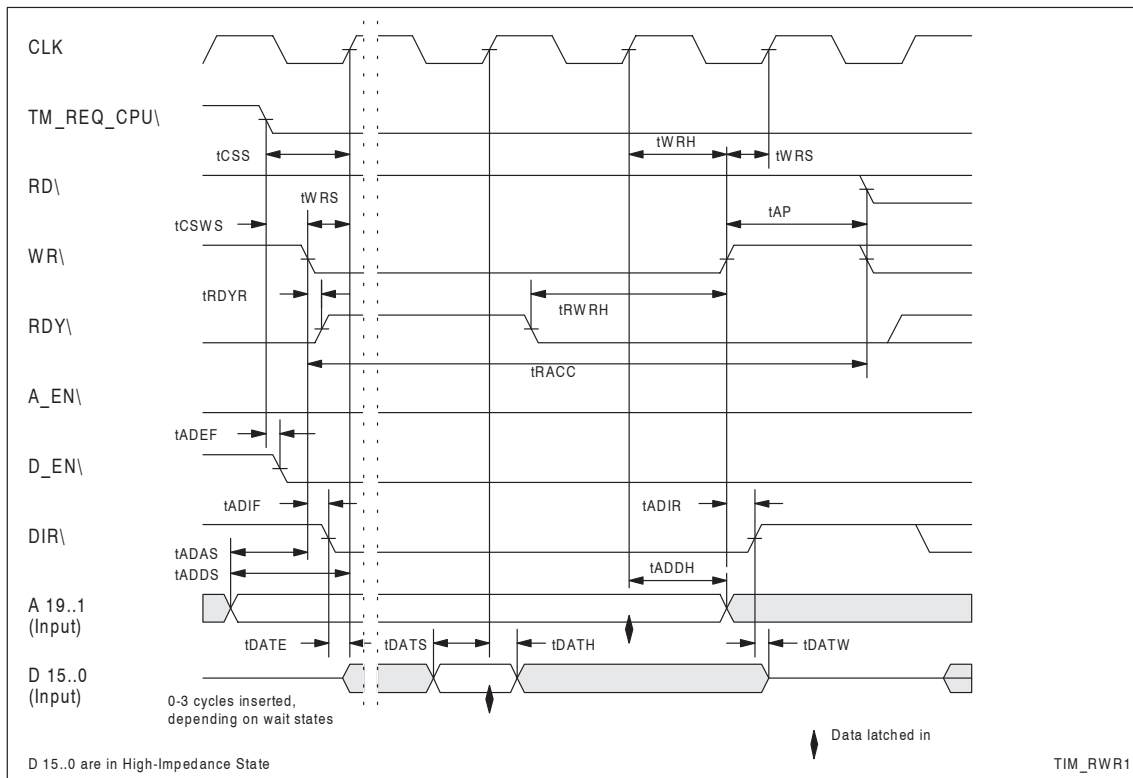 CLK
TM_REQ_CPU\
tCSS
tWRH
tWRS
RD\
tWRS
tCSWS
tAP
WR\
tRDYR
tRWRH
RDY\
tRACC
A_EN\
tADEF
D_EN\
tADIF
tADIR
DIR\
tADAS
tADDS
tADDH
A 19..1
(Input)
tDATE
tDATS
tDATH
tDATW
D 15..0
(Input)
0-3 cycles inserted,
depending on wait states
Data latched in
D 15..0 are in High-Impedance State
TIM_RWR1